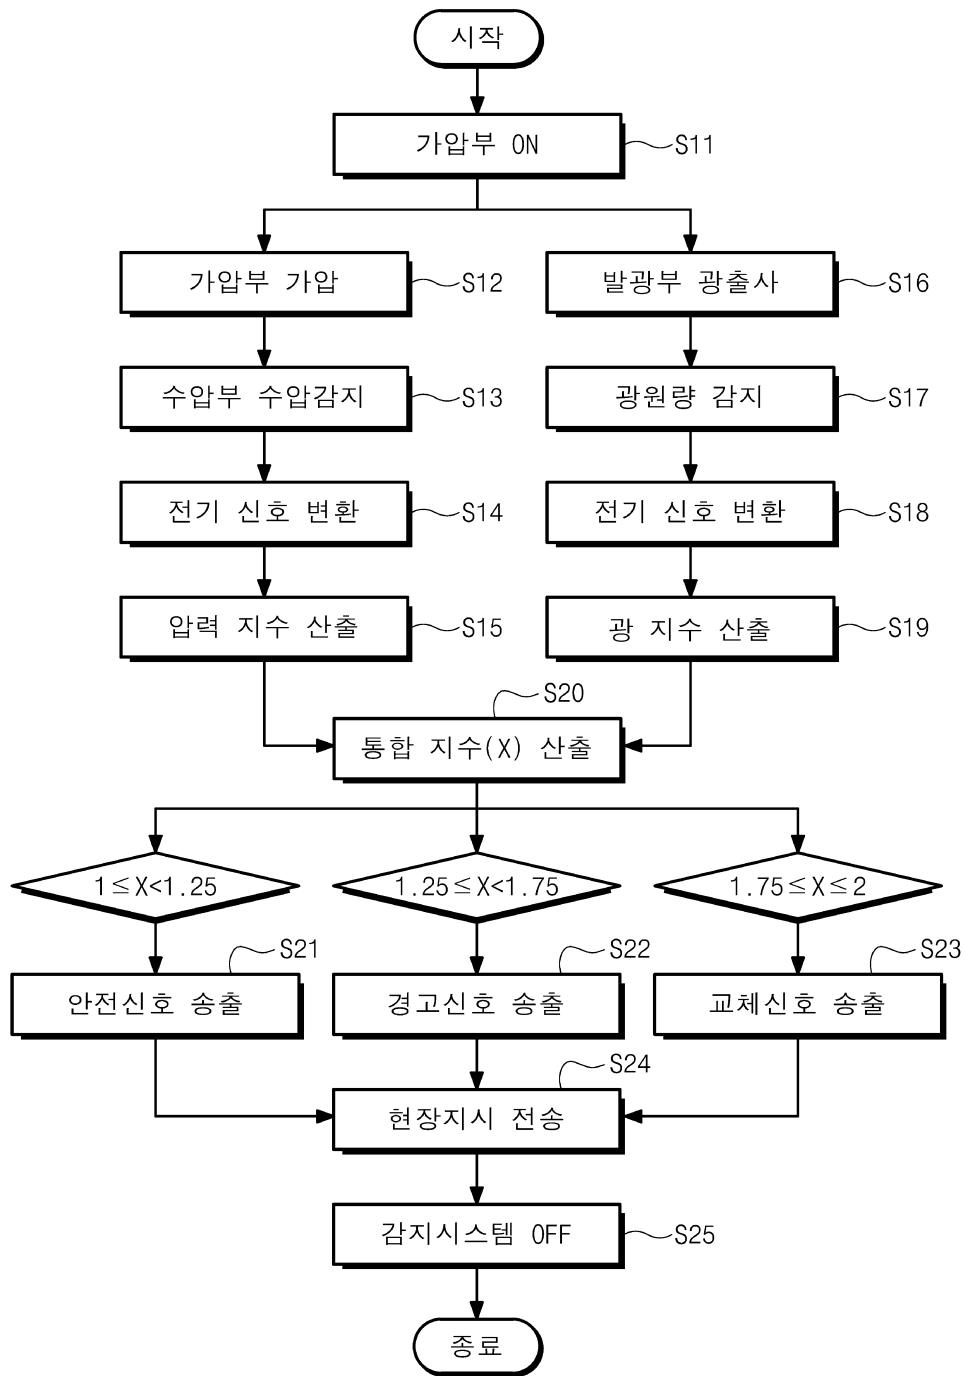 시작
가압부 ON
S11
가압부 가압
S12
발광부 광출사
S16
수압부 수압감지
S13
광원량 감지
S17
전기 신호 변환
S14
전기 신호 변환
S18
압력 지수 산출
S15
광 지수 산출
S19
S20
통합 지수(X) 산출
1≤X<1.25
1.25≤X<1.75
1.75≤X≤2
S21
안전신호 송출
S22
경고신호 송출
S23
교체신호 송출
S24
현장지시 전송
감지시스템 OFF
S25
종료